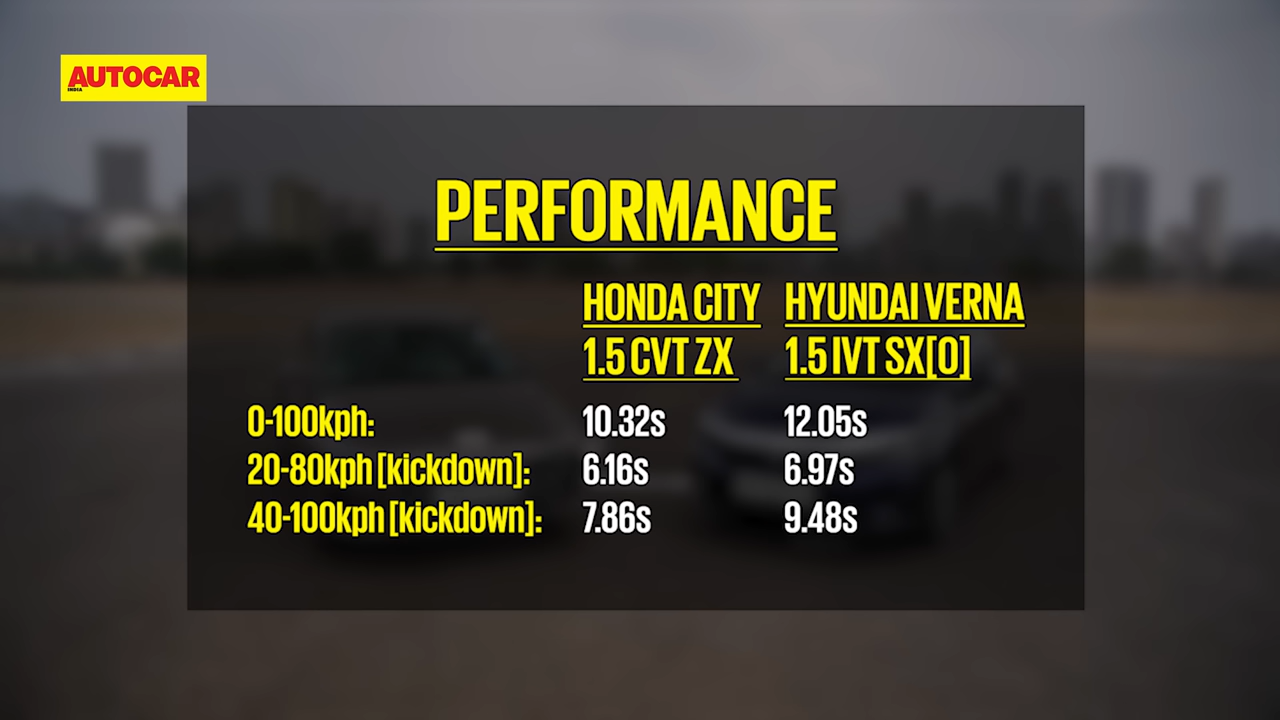 AUTOCAR
INDIA
PERFORMANCE
HONDA CITY HYUNDAI VERNA
1.5 CVT ZX 1.5 IVT SX[O]
0-100kph: 10.32s 12.05s
20-80kph [kickdown]: 6.16s 6.97s
40-100kph [kickdown]: 7.86s 9.48s